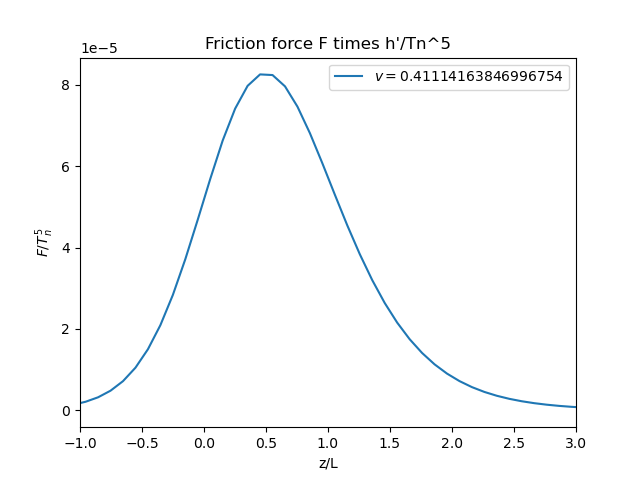 Friction force F times h'/Tn^5
1e−5
v = 0.41114163846996754
8
6
4
2
0
F/T_n^5
−1.0 −0.5 0.0 0.5 1.0 1.5 2.0 2.5 3.0
z/L